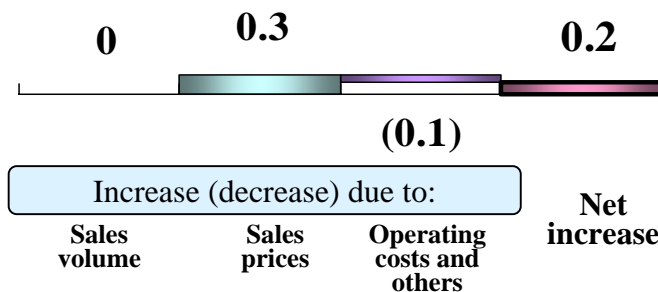 0
0.3
0.2
(0.1)
Increase (decrease) due to:
Sales
volume
Sales
prices
Operating
costs and
others
Net
increase